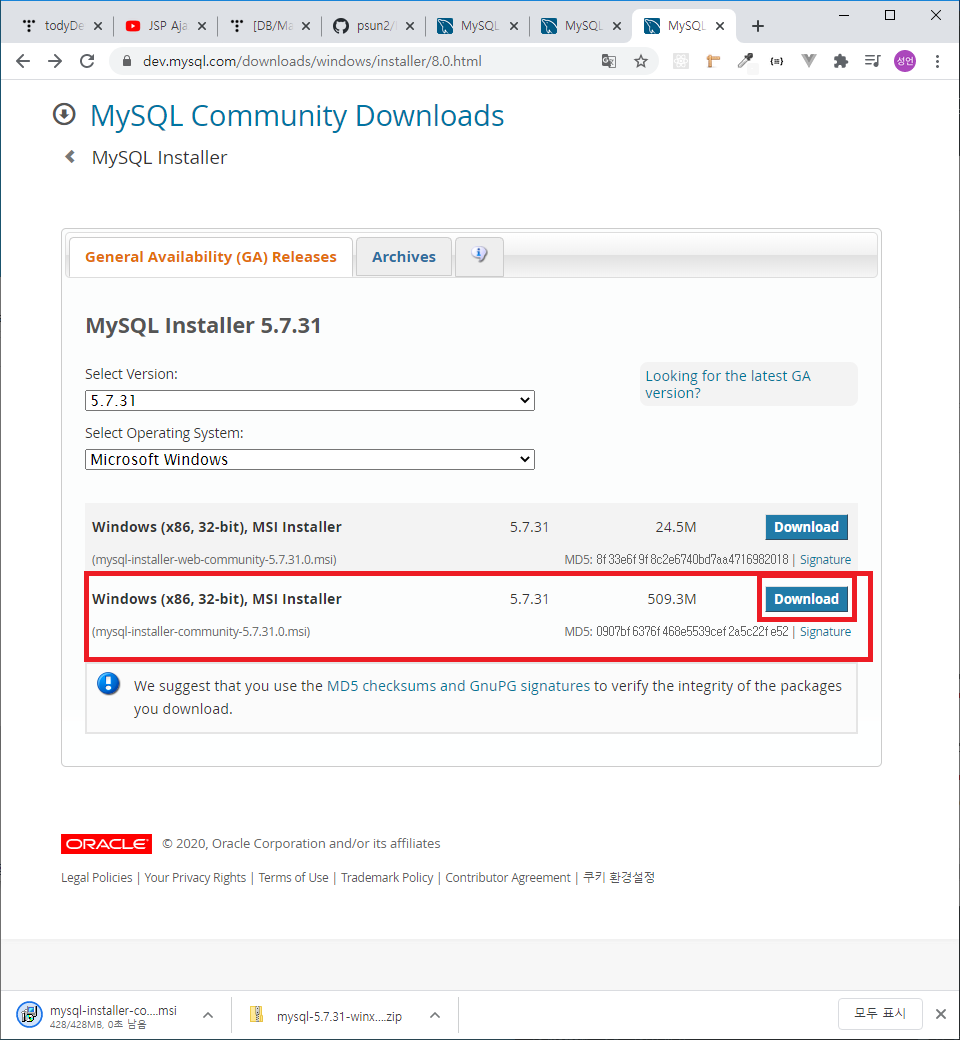 todyDe
JSP Aja
[DB/Ma
psun2/
MySQL
MySQL
MySQL
dev.mysql.com/downloads/windows/installer/8.0.html
성언
MySQL Community Downloads
MySQL Installer
General Availability (GA) Releases
Archives
MySQL Installer 5.7.31
Select Version:
Looking for the latest GA
version?
5.7.31
Select Operating System:
Microsoft Windows
Windows (x86, 32-bit), MSI Installer 5.7.31 24.5M Download
(mysql-installer-web-community-5.7.31.0.msi) MD5: 8f33e6f9f8c2e6740bd7aa4716982018 | Signature
Windows (x86, 32-bit), MSI Installer 5.7.31 509.3M Download
(mysql-installer-community-5.7.31.0.msi) MD5: 0907bf6376f468e5539cef2a5c22fe52 | Signature
We suggest that you use the MD5 checksums and GnuPG signatures to verify the integrity of the packages
you download.
ORACLE © 2020, Oracle Corporation and/or its affiliates
Legal Policies | Your Privacy Rights | Terms of Use | Trademark Policy | Contributor Agreement | 쿠키 환경설정
mysql-installer-co....msi
428/428MB, 0초 남음
mysql-5.7.31-winx....zip
모두 표시